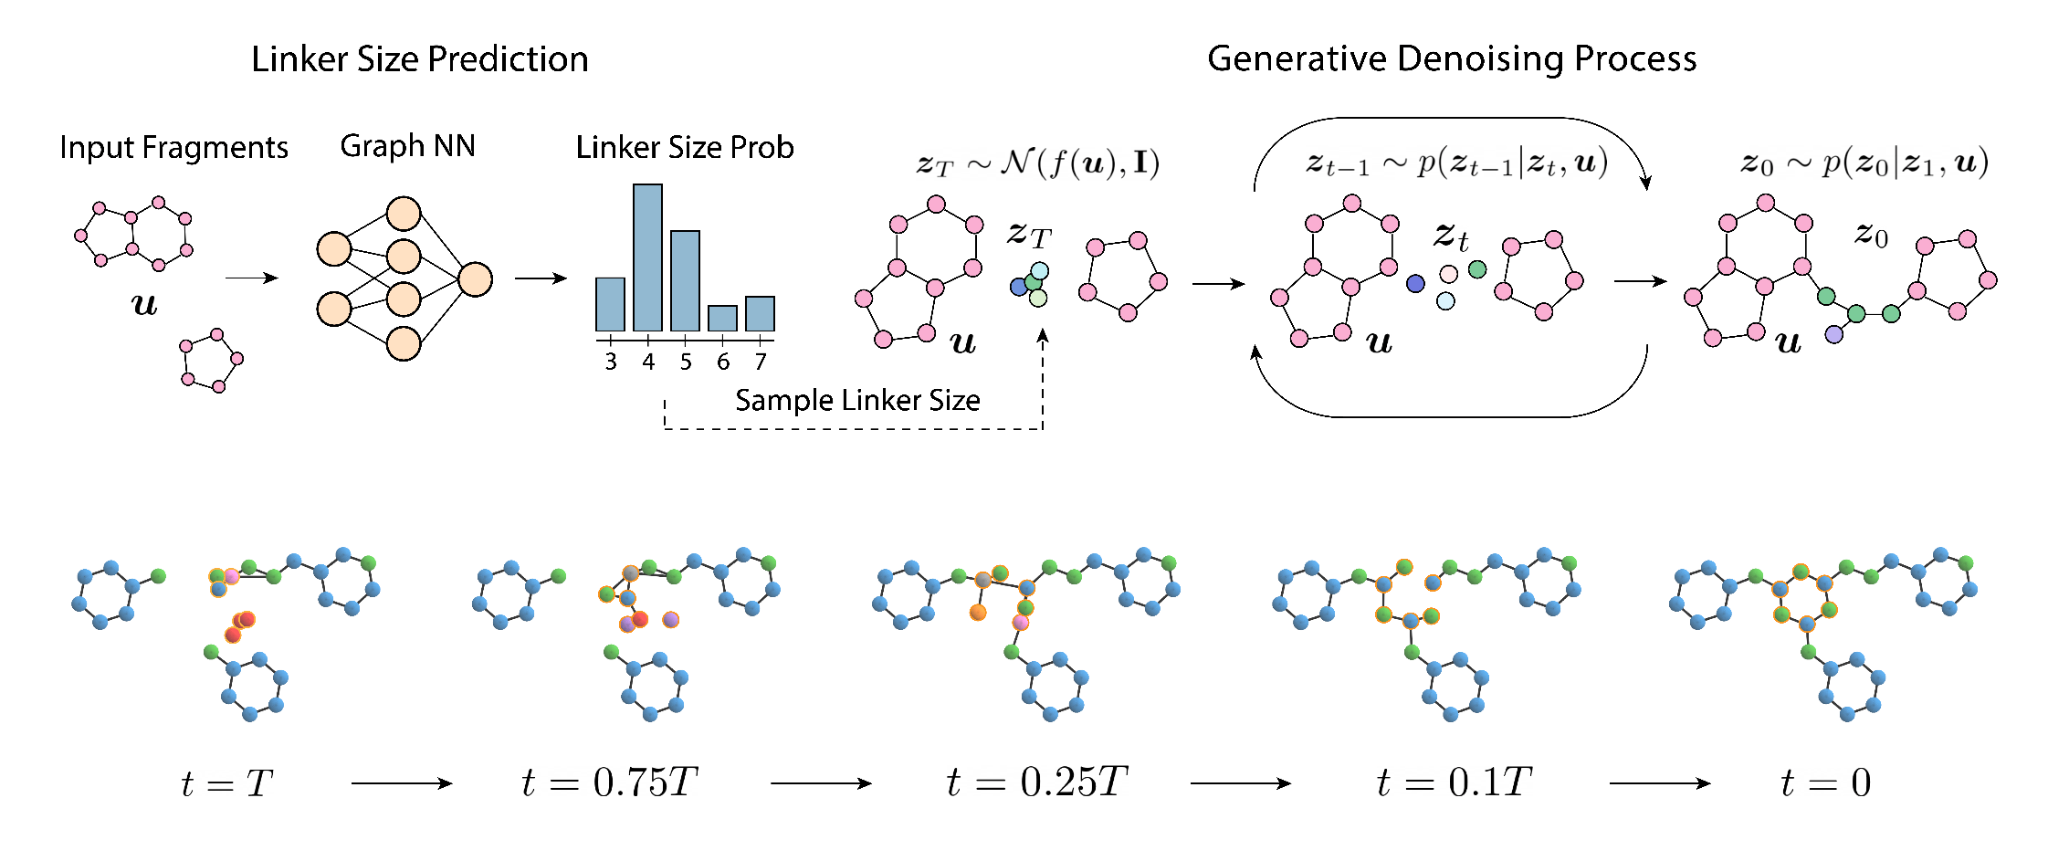 Linker Size Prediction
Generative Denoising Process
Input Fragments
Graph NN
Linker Size Prob
u
3 4 5 6 7
Sample Linker Size
z_T ∼ 𝒩(f(u), I)
z_T
u
z_{t−1} ∼ p(z_{t−1}|z_t, u)
z_t
u
z_0 ∼ p(z_0|z_1, u)
z_0
u
t = T
t = 0.75T
t = 0.25T
t = 0.1T
t = 0